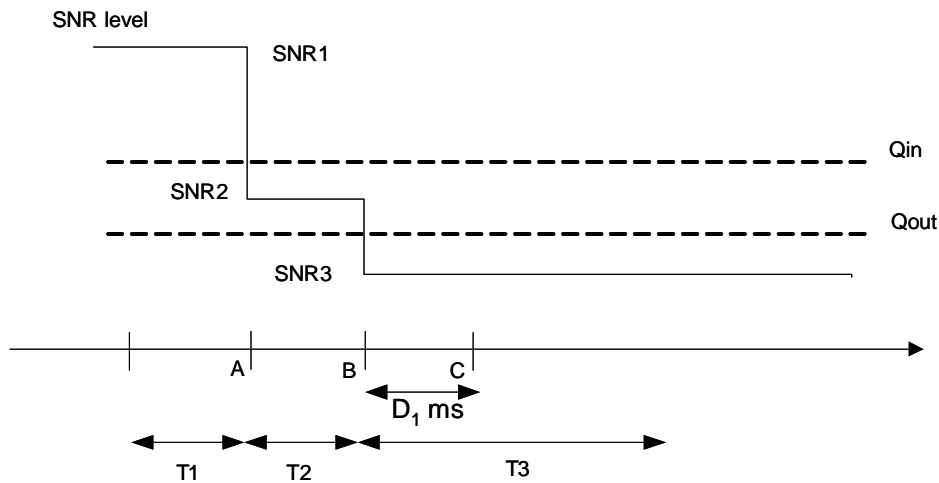 SNR level
SNR1
Qin
SNR2
Qout
SNR3
A B C
D₁ ms
T1 T2 T3